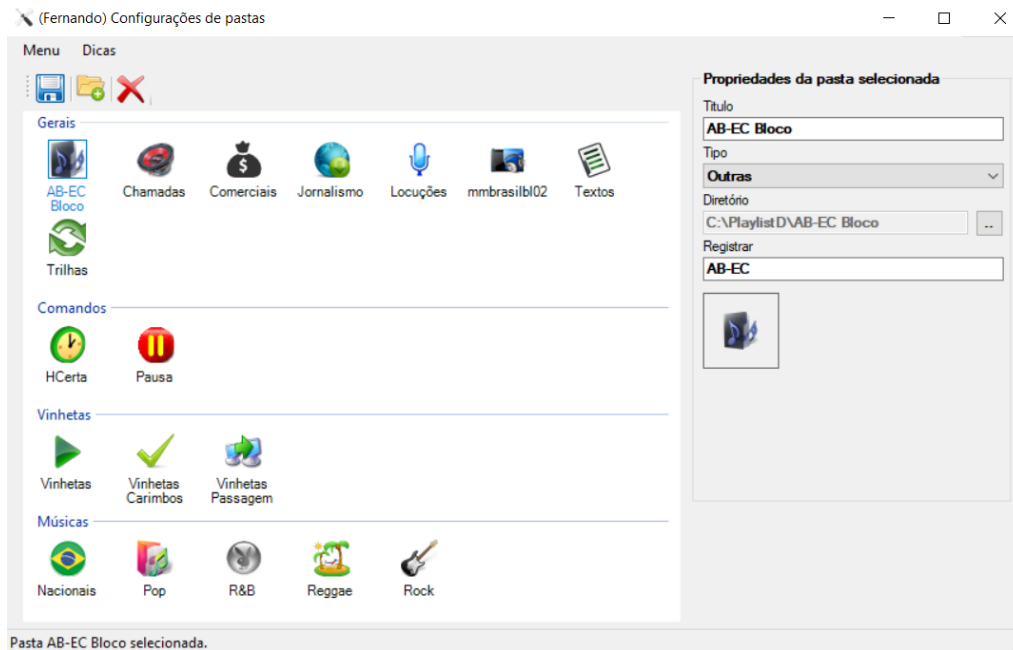 (Fernando) Configurações de pastas
Menu Dicas
Gerais
AB-EC
Bloco
Chamadas
Comerciais
Jornalismo
Locuções
mmbrasilbl02
Textos
Trilhas
Comandos
HCerta
Pausa
Vinhetas
Vinhetas
Vinhetas
Carimbos
Vinhetas
Passagem
Músicas
Nacionais
Pop
R&B
Reggae
Rock
Propriedades da pasta selecionada
Titulo
AB-EC Bloco
Tipo
Outras
Diretório
C:\PlaylistD\AB-EC Bloco
..
Registrar
AB-EC
Pasta AB-EC Bloco selecionada.